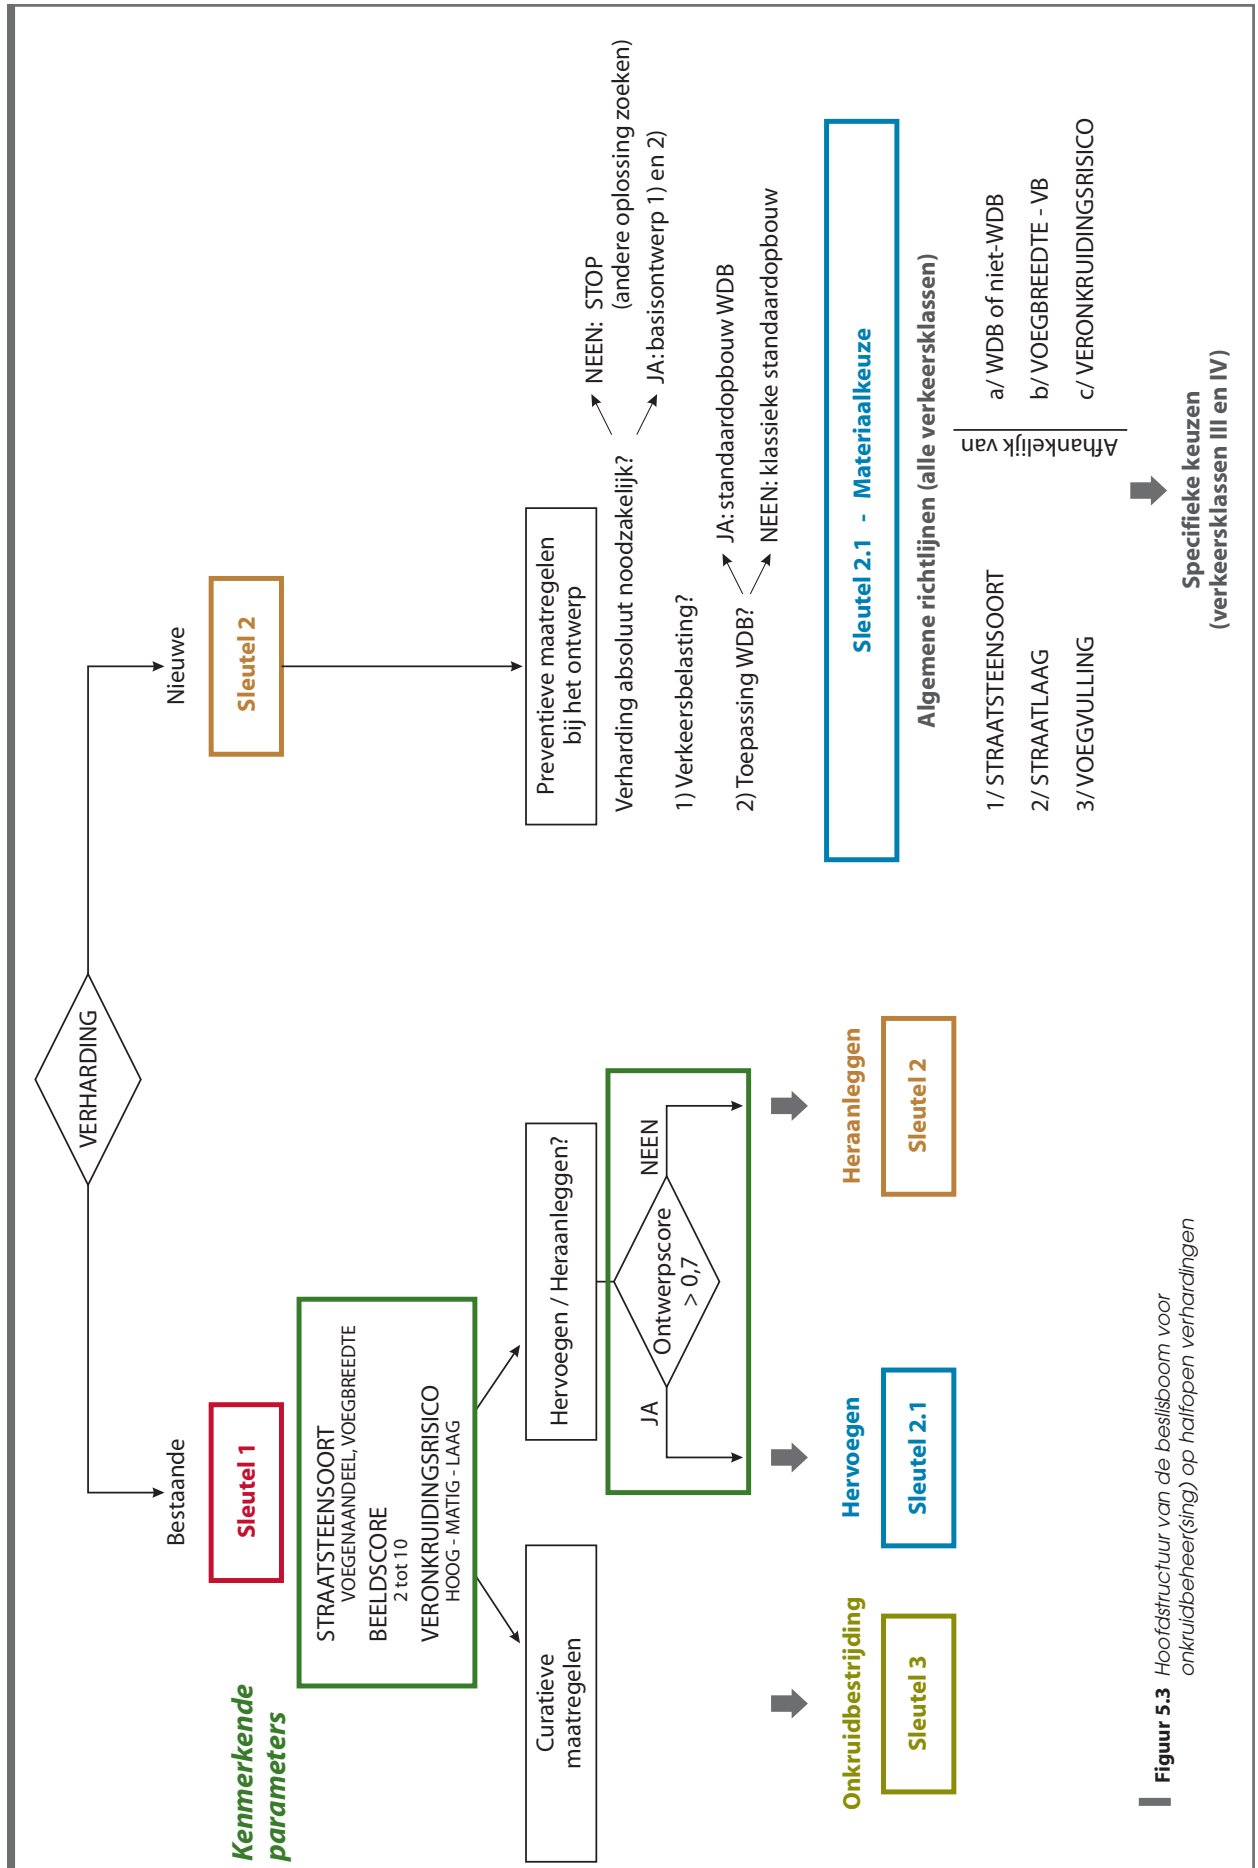 VERHARDING
Bestaande
Sleutel 1
Kenmerkende
parameters
STRAATSTEENSOORT
VOEGENAANDEEL, VOEGBREEDTE
BEELDSCORE
2 tot 10
VERONKRUIDINGSRISICO
HOOG - MATIG - LAAG
Curatieve
maatregelen
Hervoegen / Heraanleggen?
Ontwerpscore
> 0,7
JA
NEEN
Onkruidbestrijding
Sleutel 3
Hervoegen
Sleutel 2.1
Heraanleggen
Sleutel 2
Nieuwe
Sleutel 2
Preventieve maatregelen
bij het ontwerp
Verharding absoluut noodzakelijk?
NEEN: STOP
(andere oplossing zoeken)
JA: basisontwerp 1) en 2)
1) Verkeersbelasting?
2) Toepassing WDB?
JA: standaardopbouw WDB
NEEN: klassieke standaardopbouw
Sleutel 2.1 - Materiaalkeuze
Algemene richtlijnen (alle verkeersklassen)
1/ STRAATSTEENSOORT
2/ STRAATLAAG
3/ VOEGVULLING
Afhankelijk van
a/ WDB of niet-WDB
b/ VOEGBREEDTE - VB
c/ VERONKRUIDINGSRISICO
Specifieke keuzen
(verkeersklassen III en IV)
Figuur 5.3 Hoofdstructuur van de beslisboom voor
onkruidbeheer(sing) op halfopen verhardingen